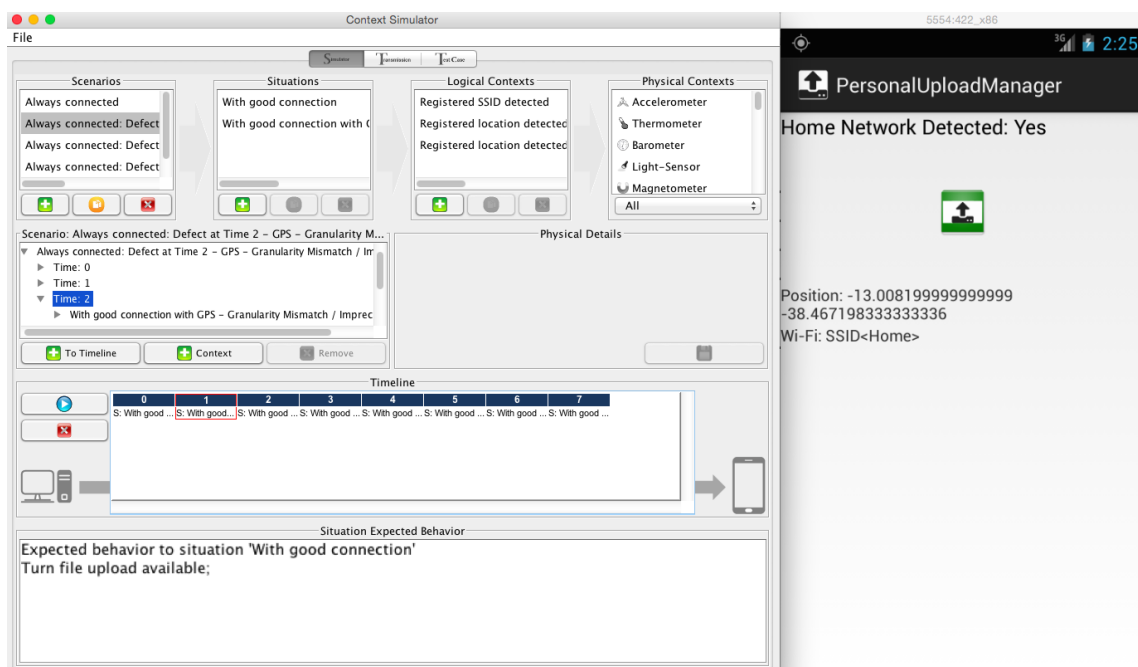 Context Simulator
File
Simulator Transmission Test Case
Scenarios
Always connected
Always connected: Defect
Always connected: Defect
Always connected: Defect
Situations
With good connection
With good connection with (
Logical Contexts
Registered SSID detected
Registered location detected
Registered location detected
Physical Contexts
Accelerometer
Thermometer
Barometer
Light-Sensor
Magnetometer
All
Scenario: Always connected: Defect at Time 2 - GPS - Granularity M...
Always connected: Defect at Time 2 - GPS - Granularity Mismatch / Imp
Time: 0
Time: 1
Time: 2
With good connection with GPS - Granularity Mismatch / Imprec
To Timeline
Context
Remove
Physical Details
Timeline
0 1 2 3 4 5 6 7
S: With good ... S: With good... S: With good ... S: With good ... S: With good ... S: With good ... S: With good ... S: With good ...
Situation Expected Behavior
Expected behavior to situation 'With good connection'
Turn file upload available;
5554:422_x86
3G 2:25
PersonalUploadManager
Home Network Detected: Yes
Position: -13.008199999999999
-38.467198333333336
Wi-Fi: SSID<Home>